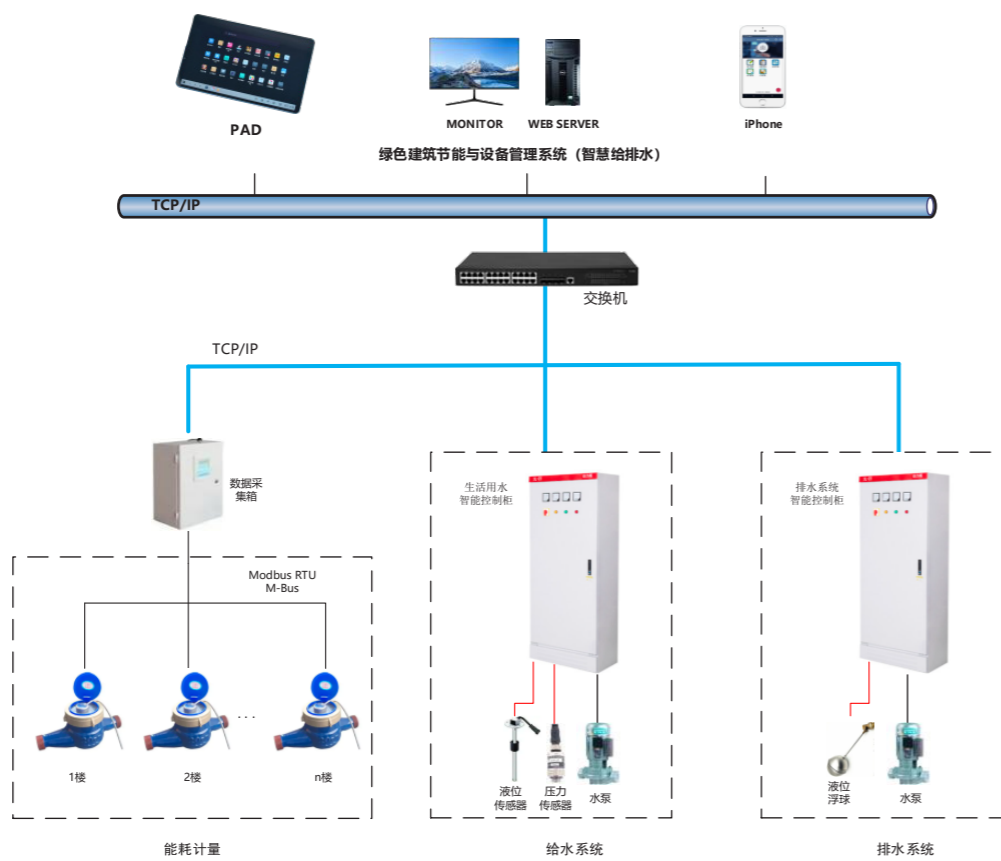 PAD
MONITOR
WEB SERVER
iPhone
绿色建筑节能与设备管理系统（智慧给排水）
TCP/IP
交换机
TCP/IP
数据采
集箱
生活用水
智能控制柜
排水系统
智能控制柜
Modbus RTU
M-Bus
...
1楼
2楼
n楼
液位
传感器
压力
传感器
水泵
液位
浮球
水泵
能耗计量
给水系统
排水系统